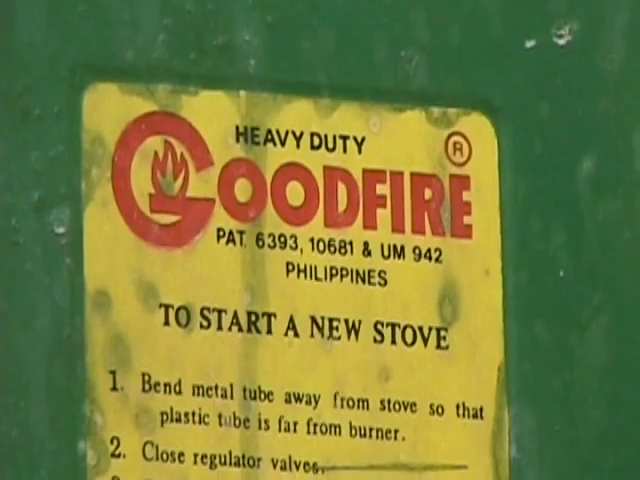 HEAVY DUTY
GOODFIRE ®
PAT. 6393, 10681 & UM 942
PHILIPPINES
TO START A NEW STOVE
1. Bend metal tube away from stove so that
plastic tube is far from burner.
2. Close regulator valves.